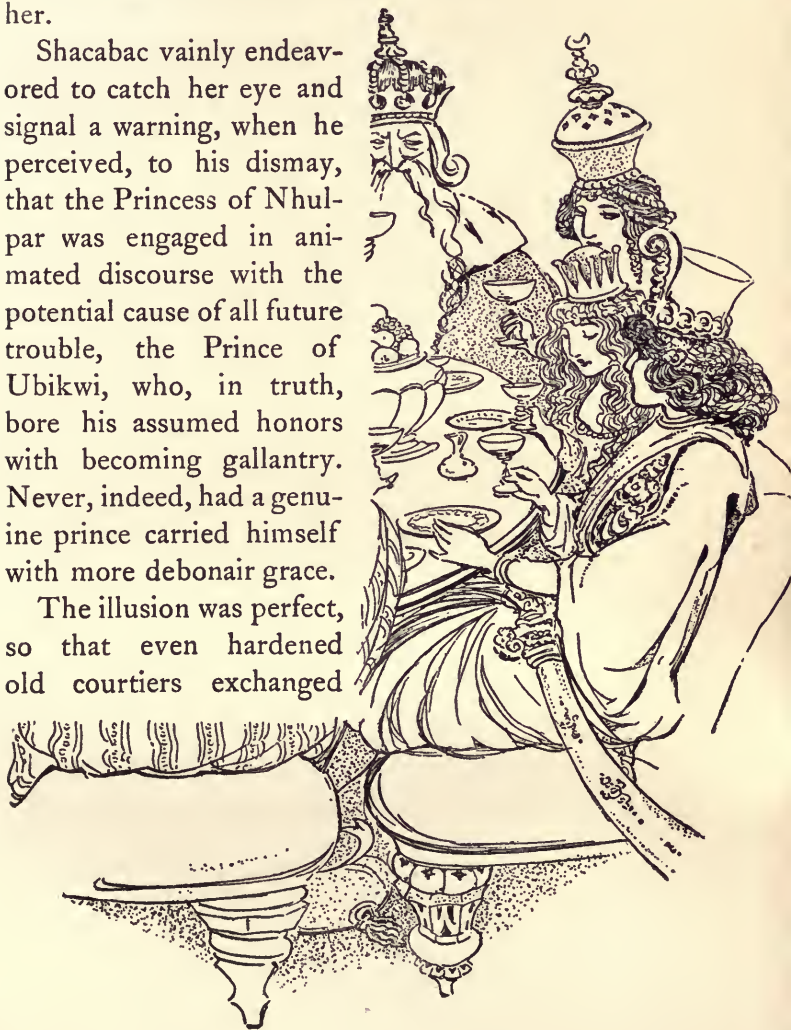 her.
Shacabac vainly endeav-
ored to catch her eye and
signal a warning, when he
perceived, to his dismay,
that the Princess of Nhul-
par was engaged in ani-
mated discourse with the
potential cause of all future
trouble, the Prince of
Ubikwi, who, in truth,
bore his assumed honors
with becoming gallantry.
Never, indeed, had a genu-
ine prince carried himself
with more debonair grace.
The illusion was perfect,
so that even hardened
old courtiers exchanged